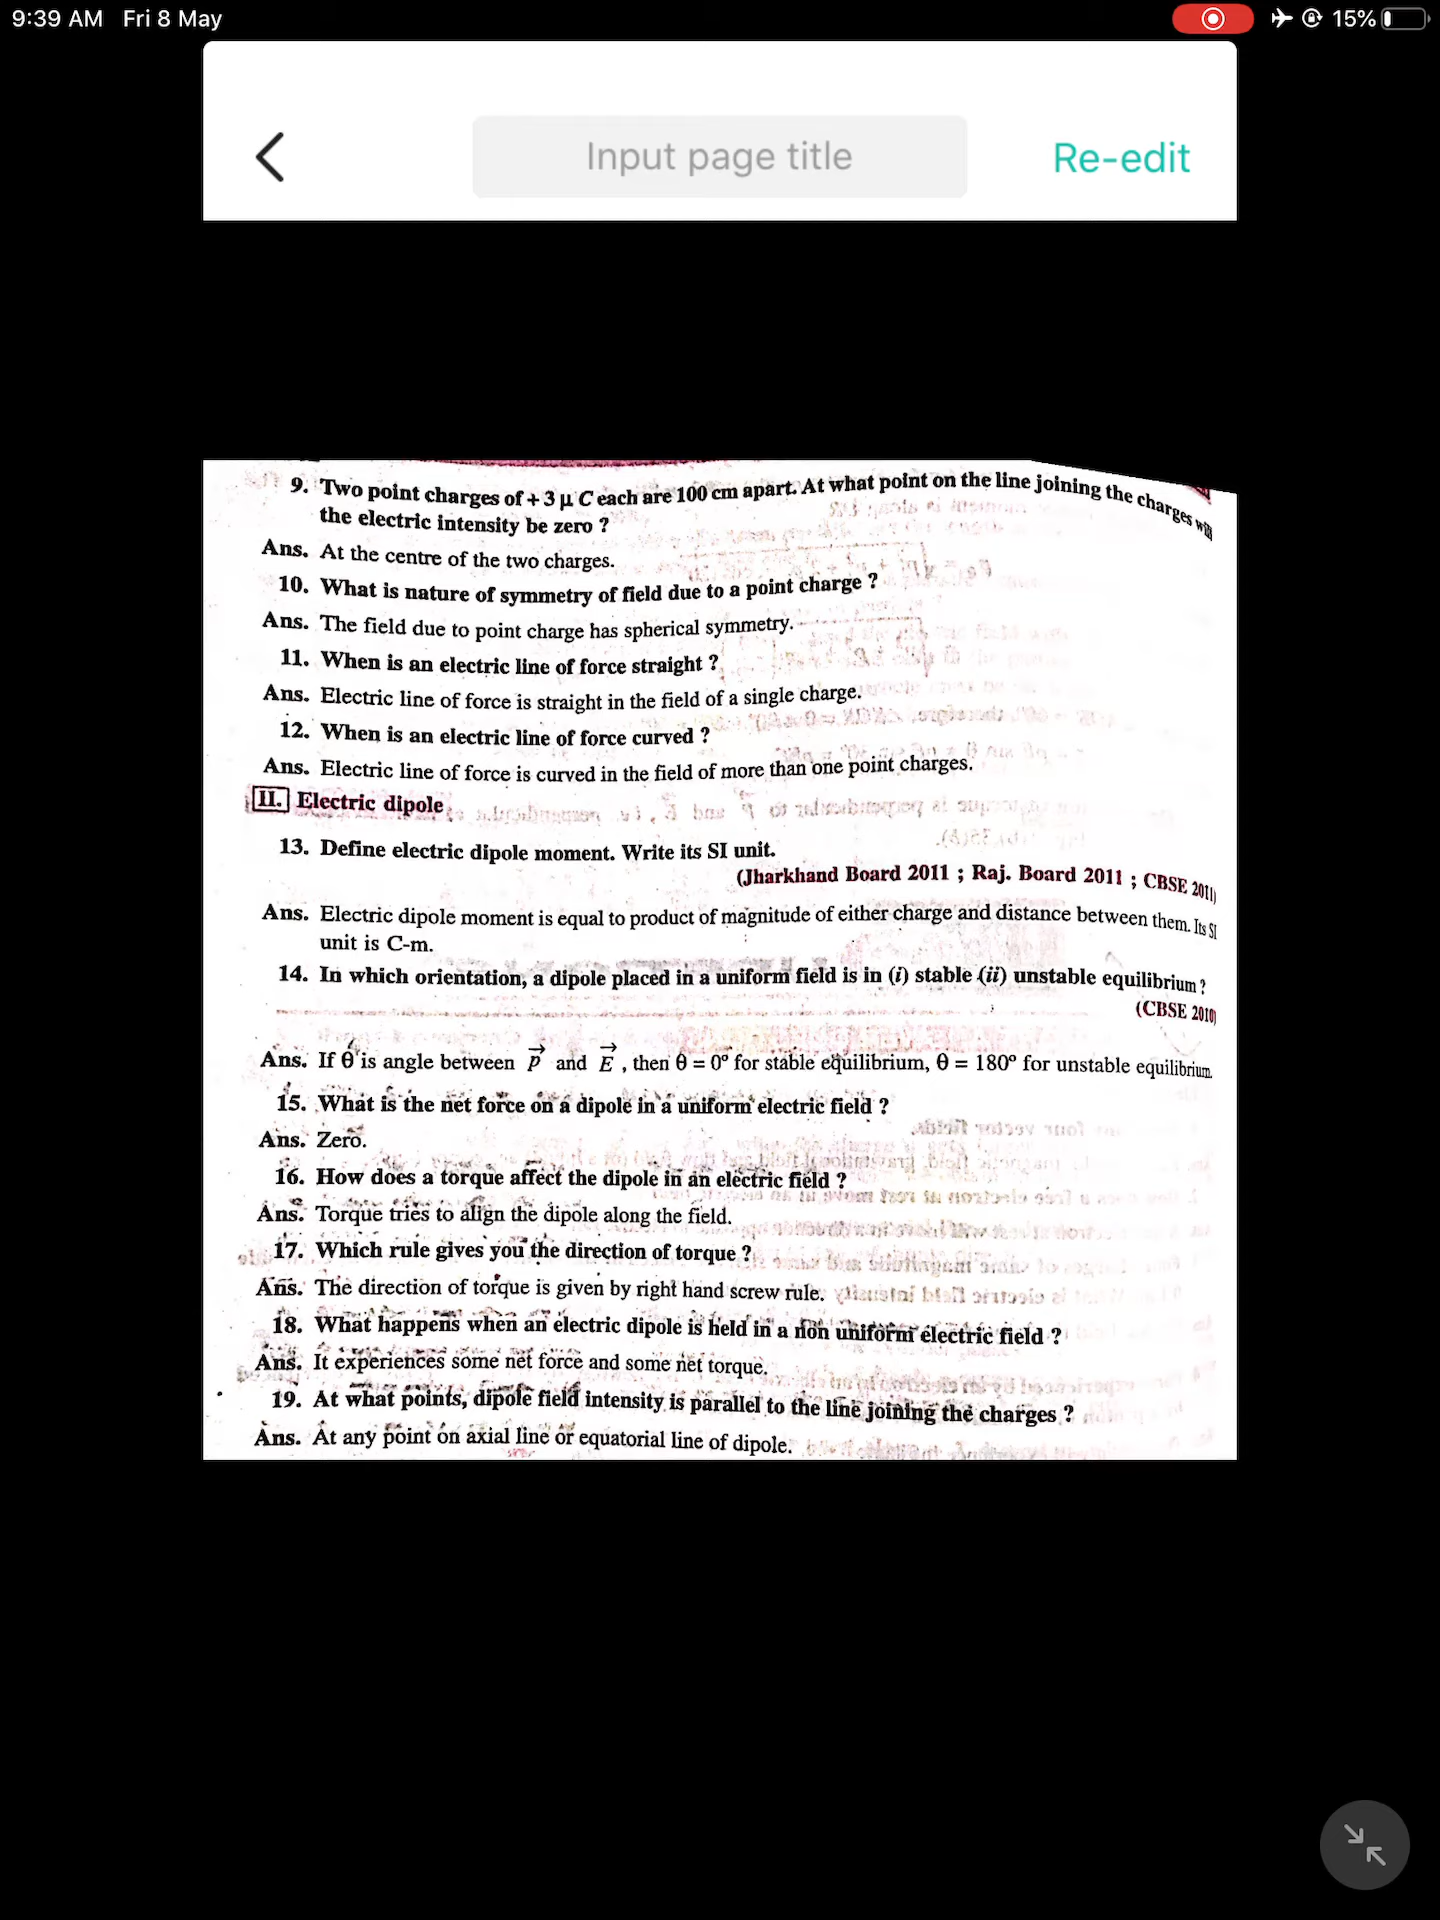 9:39 AM Fri 8 May
15%
Input page title
Re-edit
9. Two point charges of + 3 μ C each are 100 cm apart. At what point on the line joining the charges will
the electric intensity be zero ?
Ans. At the centre of the two charges.
10. What is nature of symmetry of field due to a point charge ?
Ans. The field due to point charge has spherical symmetry.
11. When is an electric line of force straight ?
Ans. Electric line of force is straight in the field of a single charge.
12. When is an electric line of force curved ?
Ans. Electric line of force is curved in the field of more than one point charges.
II. Electric dipole
13. Define electric dipole moment. Write its SI unit.
(Jharkhand Board 2011 ; Raj. Board 2011 ; CBSE 2011)
Ans. Electric dipole moment is equal to product of magnitude of either charge and distance between them. Its SI
unit is C-m.
14. In which orientation, a dipole placed in a uniform field is in (i) stable (ii) unstable equilibrium ?
(CBSE 2010)
Ans. If θ is angle between p⃗ and E⃗ , then θ = 0° for stable equilibrium, θ = 180° for unstable equilibrium.
15. What is the net force on a dipole in a uniform electric field ?
Ans. Zero.
16. How does a torque affect the dipole in an electric field ?
Ans. Torque tries to align the dipole along the field.
17. Which rule gives you the direction of torque ?
Ans. The direction of torque is given by right hand screw rule.
18. What happens when an electric dipole is held in a non uniform electric field ?
Ans. It experiences some net force and some net torque.
19. At what points, dipole field intensity is parallel to the line joining the charges ?
Ans. At any point on axial line or equatorial line of dipole.